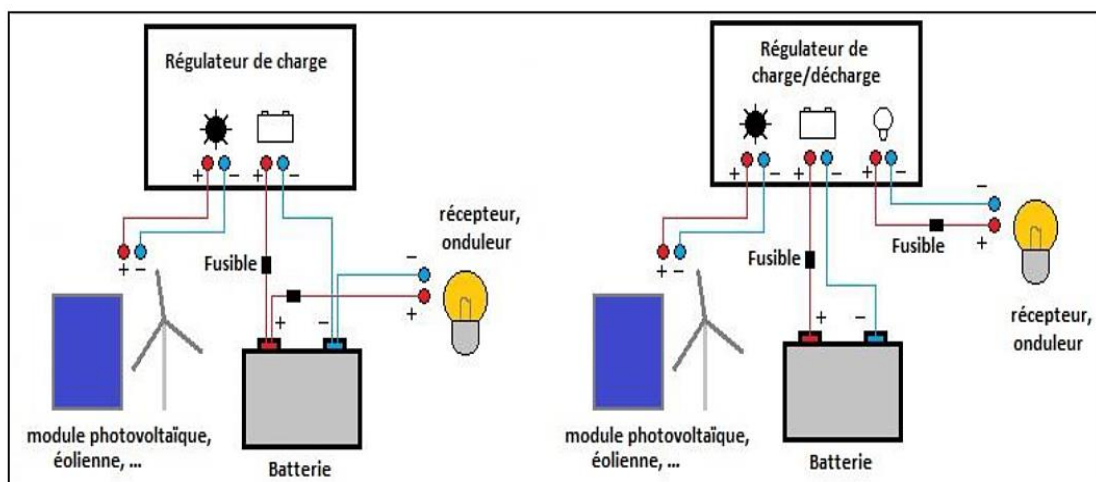 Régulateur de charge
+ − + −
+ −
Fusible
récepteur,
onduleur
−
+
+ −
module photovoltaïque,
éolienne, ...
Batterie
Régulateur de
charge/décharge
+ − + − + −
+ −
Fusible
Fusible
−
+
récepteur,
onduleur
+ −
module photovoltaïque,
éolienne, ...
Batterie